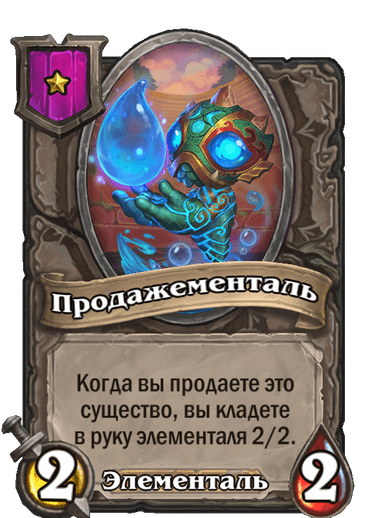 Продажементаль
Когда вы продаете это
существо, вы кладете
в руку элементаля 2/2.
2
Элементаль
2